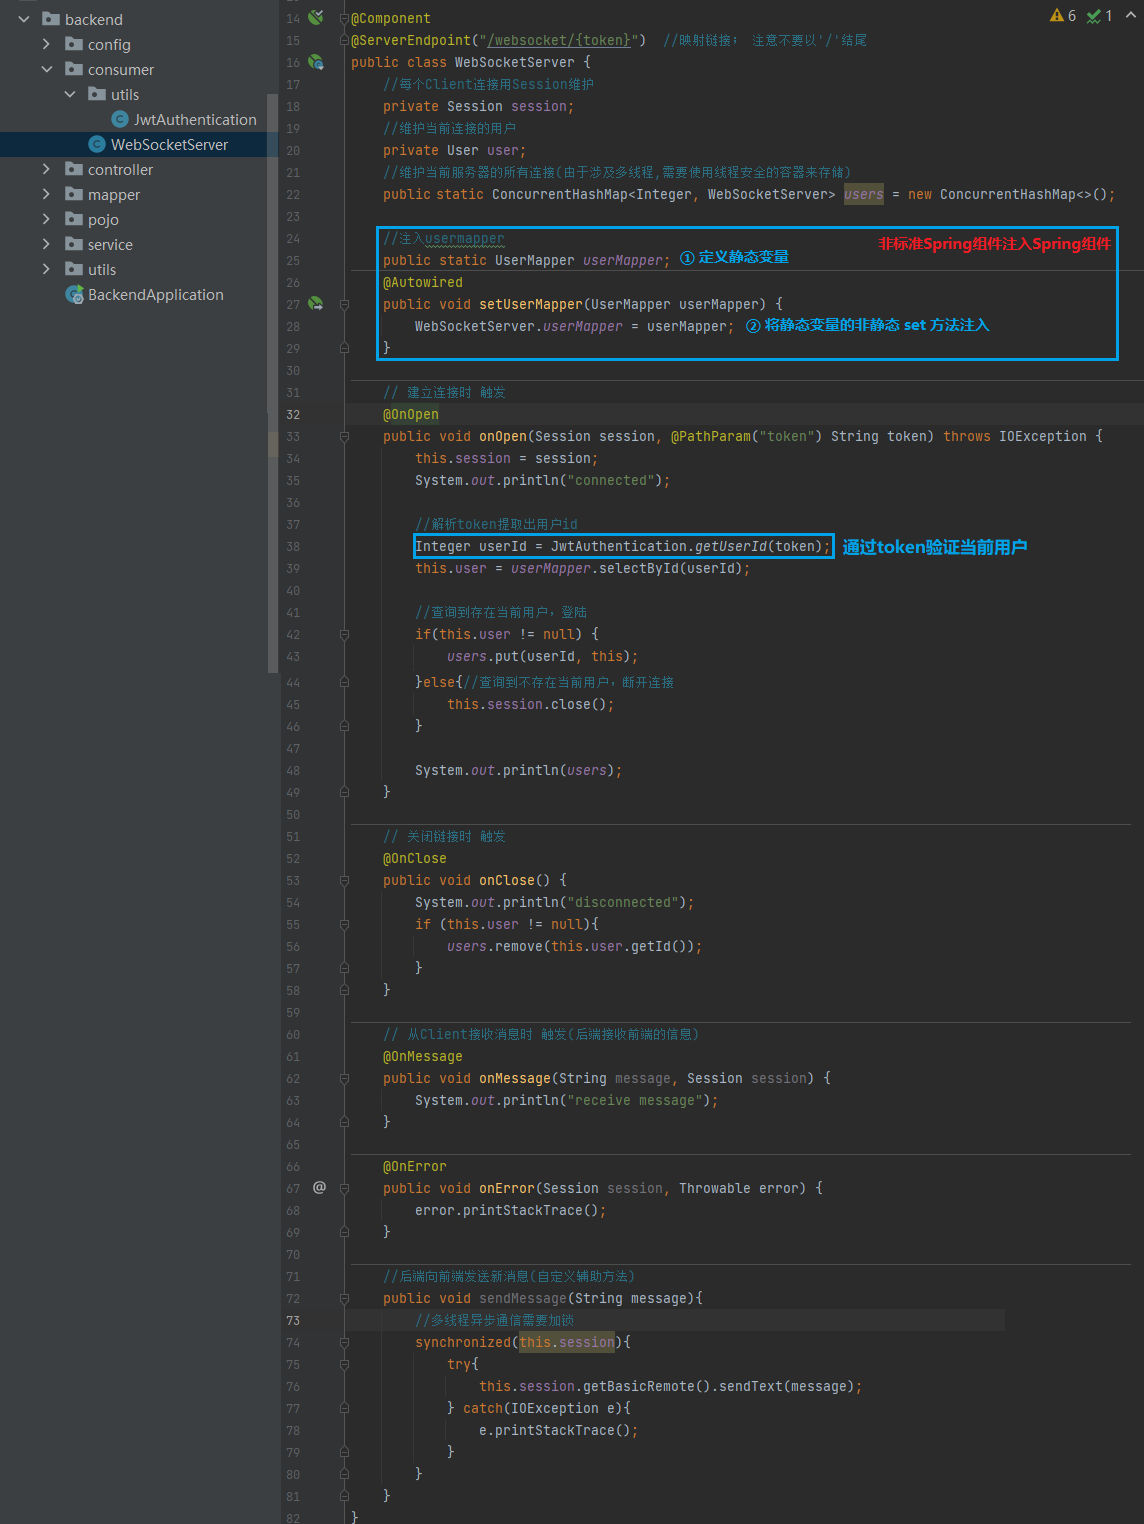 backend
config
consumer
utils
JwtAuthentication
WebSocketServer
controller
mapper
pojo
service
utils
BackendApplication
6 1
14 @Component
15 @ServerEndpoint("/websocket/{token}") //映射链接； 注意不要以'/'结尾
16 public class WebSocketServer {
17 //每个Client连接用Session维护
18 private Session session;
19 //维护当前连接的用户
20 private User user;
21 //维护当前服务器的所有连接(由于涉及多线程,需要使用线程安全的容器来存储)
22 public static ConcurrentHashMap<Integer, WebSocketServer> users = new ConcurrentHashMap<>();
23
24 //注入usermapper 非标准Spring组件注入Spring组件
25 public static UserMapper userMapper; ① 定义静态变量
26 @Autowired
27 public void setUserMapper(UserMapper userMapper) {
28 WebSocketServer.userMapper = userMapper; ② 将静态变量的非静态 set 方法注入
29 }
30
31 // 建立连接时 触发
32 @OnOpen
33 public void onOpen(Session session, @PathParam("token") String token) throws IOException {
34 this.session = session;
35 System.out.println("connected");
36
37 //解析token提取出用户id
38 Integer userId = JwtAuthentication.getUserId(token); 通过token验证当前用户
39 this.user = userMapper.selectById(userId);
40
41 //查询到存在当前用户，登陆
42 if(this.user != null) {
43 users.put(userId, this);
44 }else{//查询到不存在当前用户，断开连接
45 this.session.close();
46 }
47
48 System.out.println(users);
49 }
50
51 // 关闭链接时 触发
52 @OnClose
53 public void onClose() {
54 System.out.println("disconnected");
55 if (this.user != null){
56 users.remove(this.user.getId());
57 }
58 }
59
60 // 从Client接收消息时 触发(后端接收前端的信息)
61 @OnMessage
62 public void onMessage(String message, Session session) {
63 System.out.println("receive message");
64 }
65
66 @OnError
67 @ public void onError(Session session, Throwable error) {
68 error.printStackTrace();
69 }
70
71 //后端向前端发送新消息(自定义辅助方法)
72 public void sendMessage(String message){
73 //多线程异步通信需要加锁
74 synchronized(this.session){
75 try{
76 this.session.getBasicRemote().sendText(message);
77 } catch(IOException e){
78 e.printStackTrace();
79 }
80 }
81 }
82 }